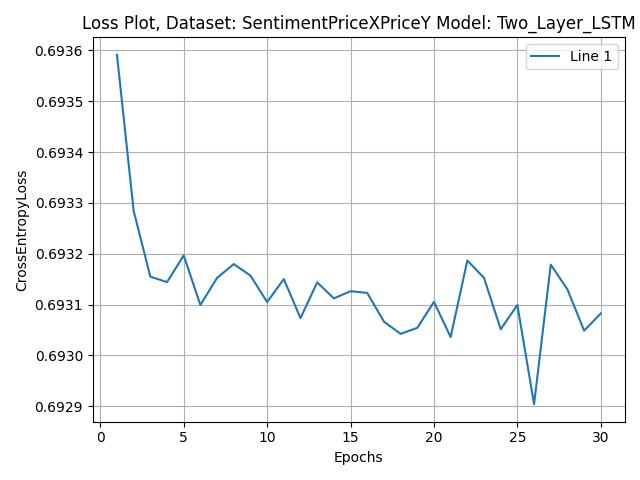 Loss Plot, Dataset: SentimentPriceXPriceY Model: Two_Layer_LSTM
Line 1
0.6936
0.6935
0.6934
0.6933
0.6932
0.6931
0.6930
0.6929
CrossEntropyLoss
0 5 10 15 20 25 30
Epochs